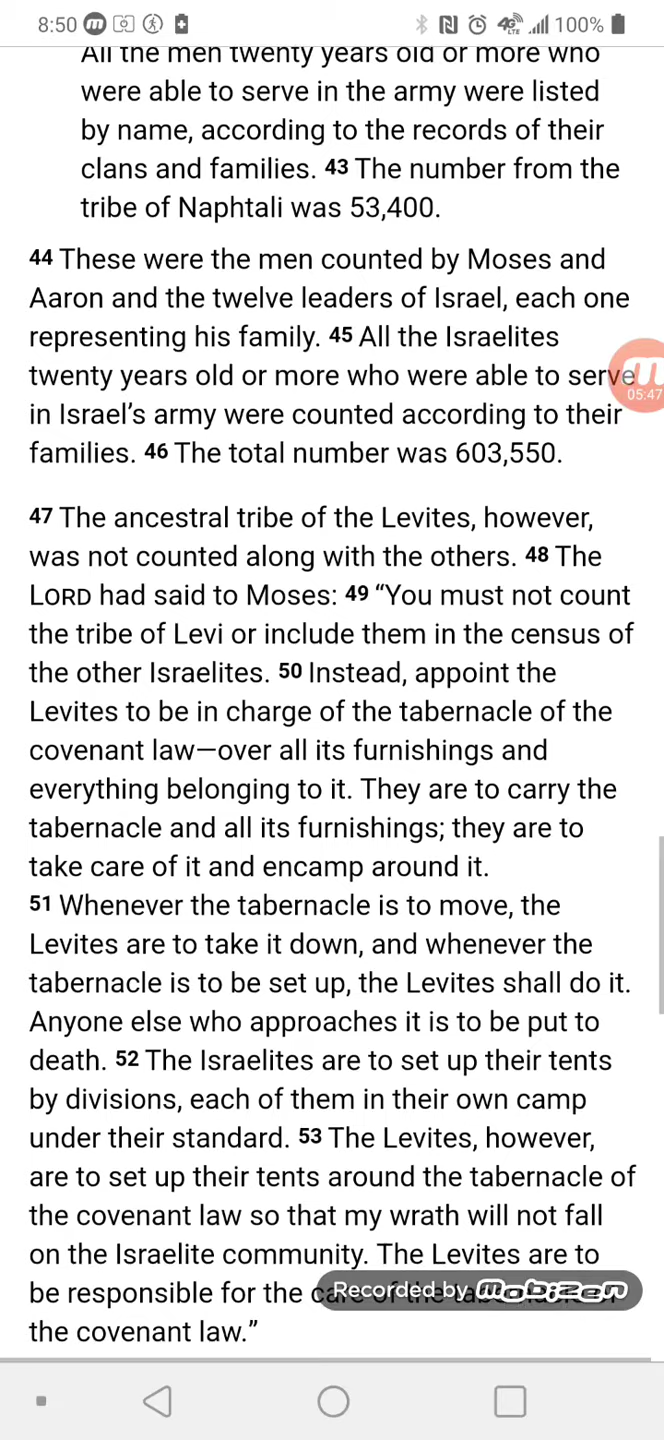 8:50
4G LTE 100%
All the men twenty years old or more who
were able to serve in the army were listed
by name, according to the records of their
clans and families. 43 The number from the
tribe of Naphtali was 53,400.
44 These were the men counted by Moses and
Aaron and the twelve leaders of Israel, each one
representing his family. 45 All the Israelites
twenty years old or more who were able to serve
05:47
in Israel’s army were counted according to their
families. 46 The total number was 603,550.
47 The ancestral tribe of the Levites, however,
was not counted along with the others. 48 The
LORD had said to Moses: 49 “You must not count
the tribe of Levi or include them in the census of
the other Israelites. 50 Instead, appoint the
Levites to be in charge of the tabernacle of the
covenant law—over all its furnishings and
everything belonging to it. They are to carry the
tabernacle and all its furnishings; they are to
take care of it and encamp around it.
51 Whenever the tabernacle is to move, the
Levites are to take it down, and whenever the
tabernacle is to be set up, the Levites shall do it.
Anyone else who approaches it is to be put to
death. 52 The Israelites are to set up their tents
by divisions, each of them in their own camp
under their standard. 53 The Levites, however,
are to set up their tents around the tabernacle of
the covenant law so that my wrath will not fall
on the Israelite community. The Levites are to
be responsible for the care of the tabernacle of
Recorded by mobizen
the covenant law.”